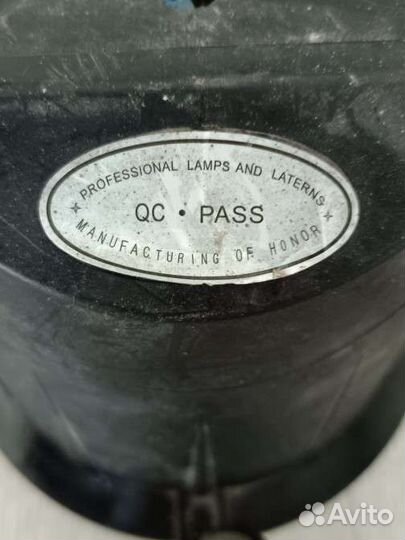 PROFESSIONAL LAMPS AND LATERNS
QC • PASS
MANUFACTURING OF HONOR
Avito